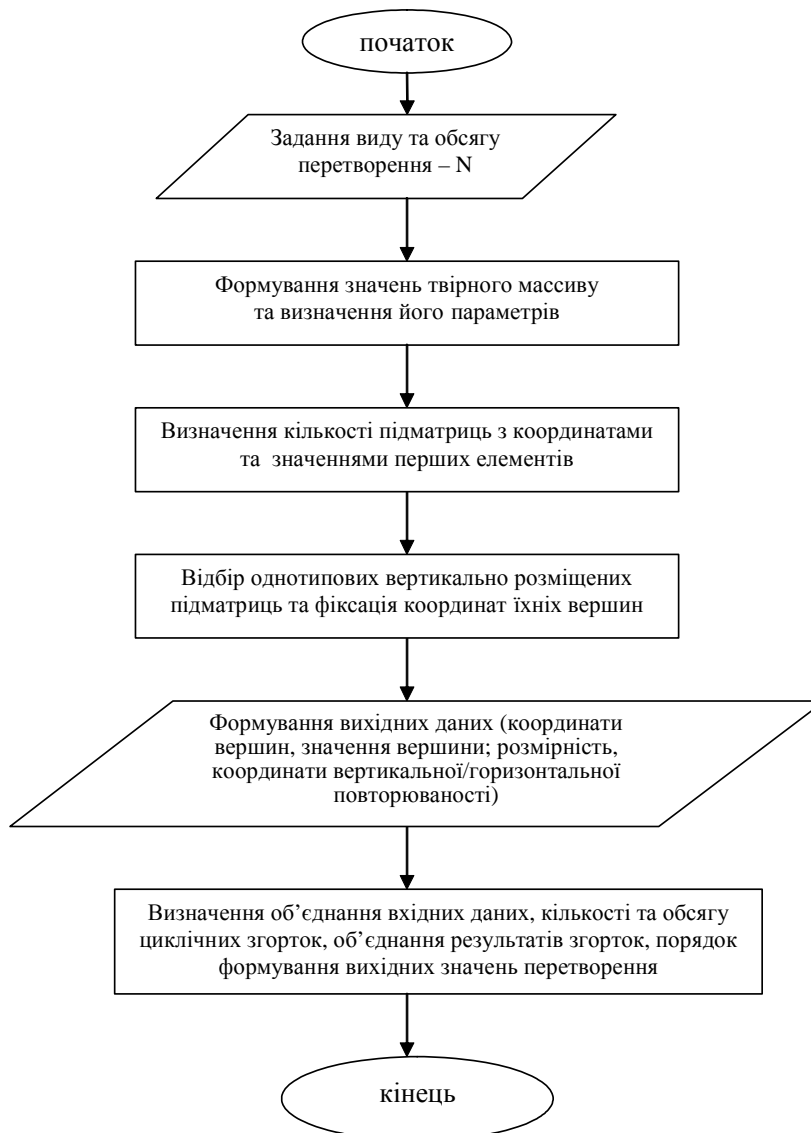 початок
Задання виду та обсягу
перетворення – N
Формування значень твірного массиву
та визначення його параметрів
Визначення кількості підматриць з координатами
та значеннями перших елементів
Відбір однотипових вертикально розміщених
підматриць та фіксація координат їхніх вершин
Формування вихідних даних (координати
вершин, значення вершини; розмірність,
координати вертикальної/горизонтальної
повторюваності)
Визначення об’єднання вхідних даних, кількості та обсягу
циклічних згорток, об’єднання результатів згорток, порядок
формування вихідних значень перетворення
кінець